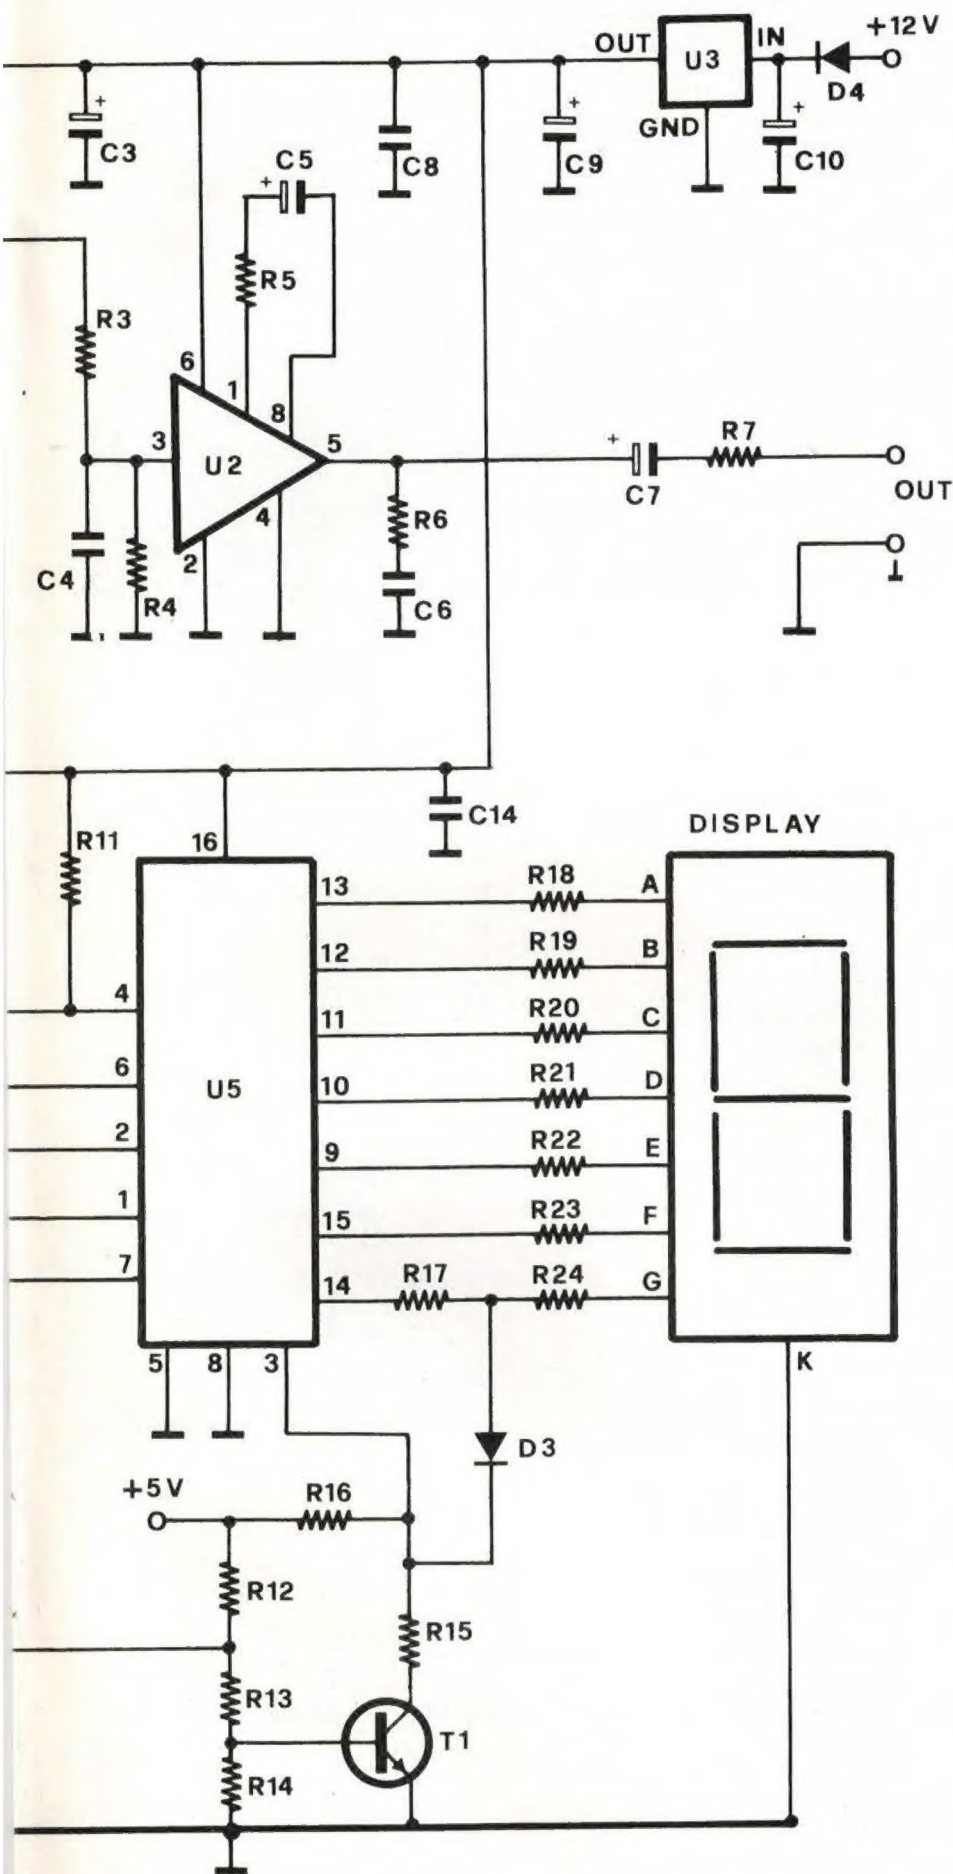 +12V
OUT
U3
IN
D4
GND
+
C3
C8
+
C9
+
C10
+
C5
R5
R3
6
1
8
3
U2
5
4
2
+
C7
R7
OUT
R6
C6
C4
R4
C14
R11
16
DISPLAY
13
R18
A
12
R19
B
4
11
R20
C
6
U5
10
R21
D
2
9
R22
E
1
15
R23
F
7
14
R17
R24
G
5
8
3
K
D3
+5V
R16
R12
R15
R13
T1
R14